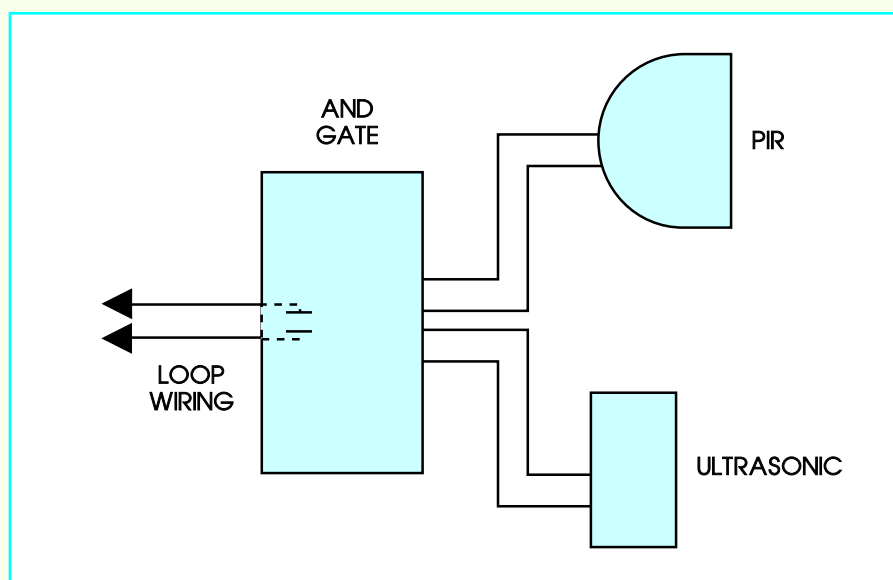 AND
GATE
PIR
LOOP
WIRING
ULTRASONIC